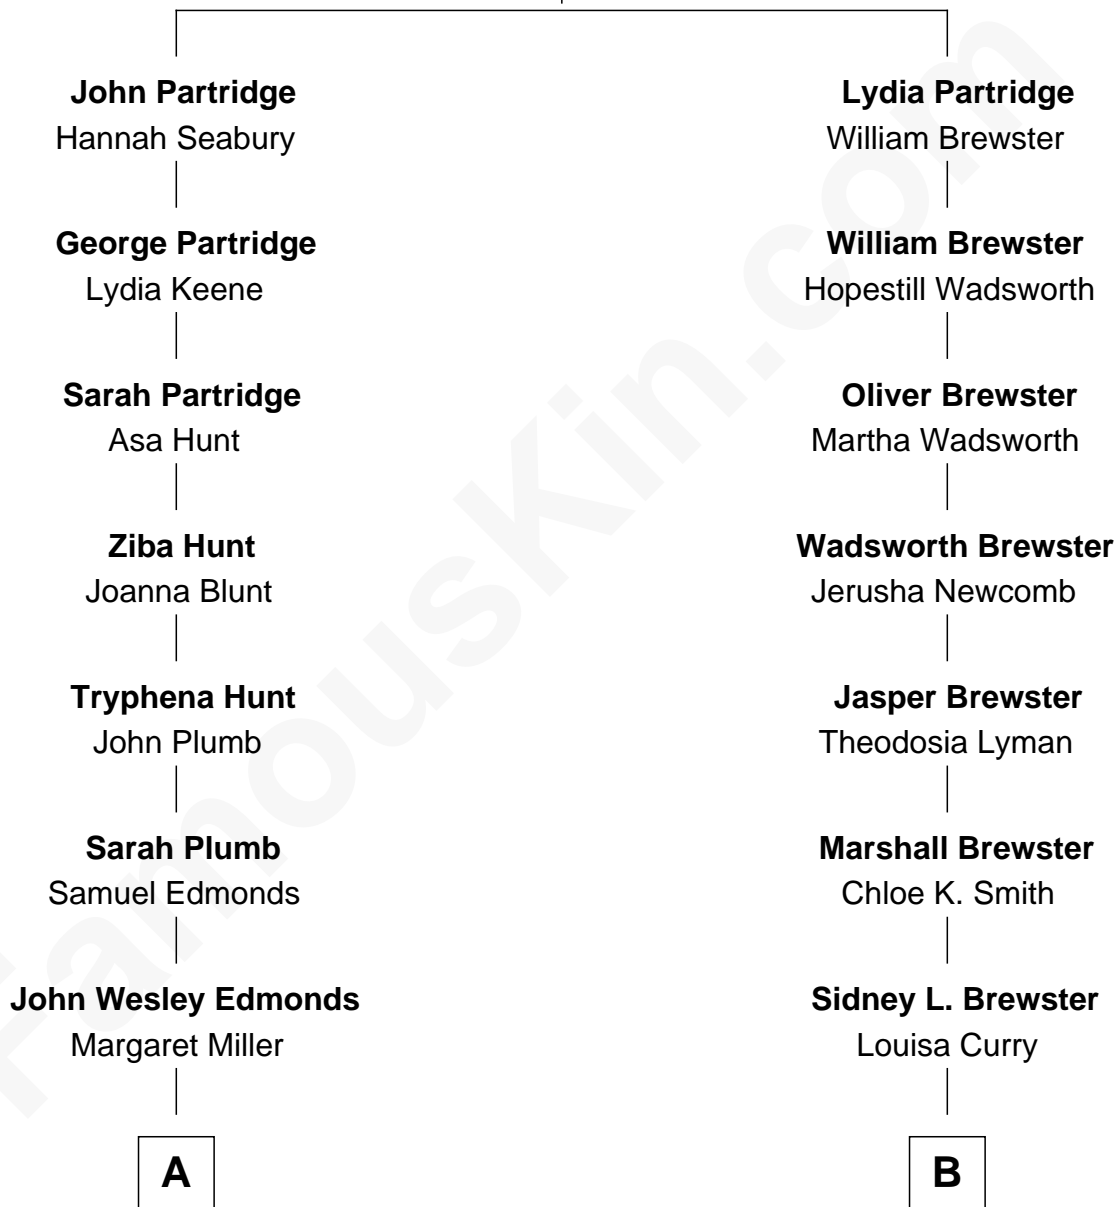 John Partridge
Hannah Seabury
George Partridge
Lydia Keene
Sarah Partridge
Asa Hunt
Ziba Hunt
Joanna Blunt
Tryphena Hunt
John Plumb
Sarah Plumb
Samuel Edmonds
John Wesley Edmonds
Margaret Miller
A
Lydia Partridge
William Brewster
William Brewster
Hopestill Wadsworth
Oliver Brewster
Martha Wadsworth
Wadsworth Brewster
Jerusha Newcomb
Jasper Brewster
Theodosia Lyman
Marshall Brewster
Chloe K. Smith
Sidney L. Brewster
Louisa Curry
B
FamousKin.com